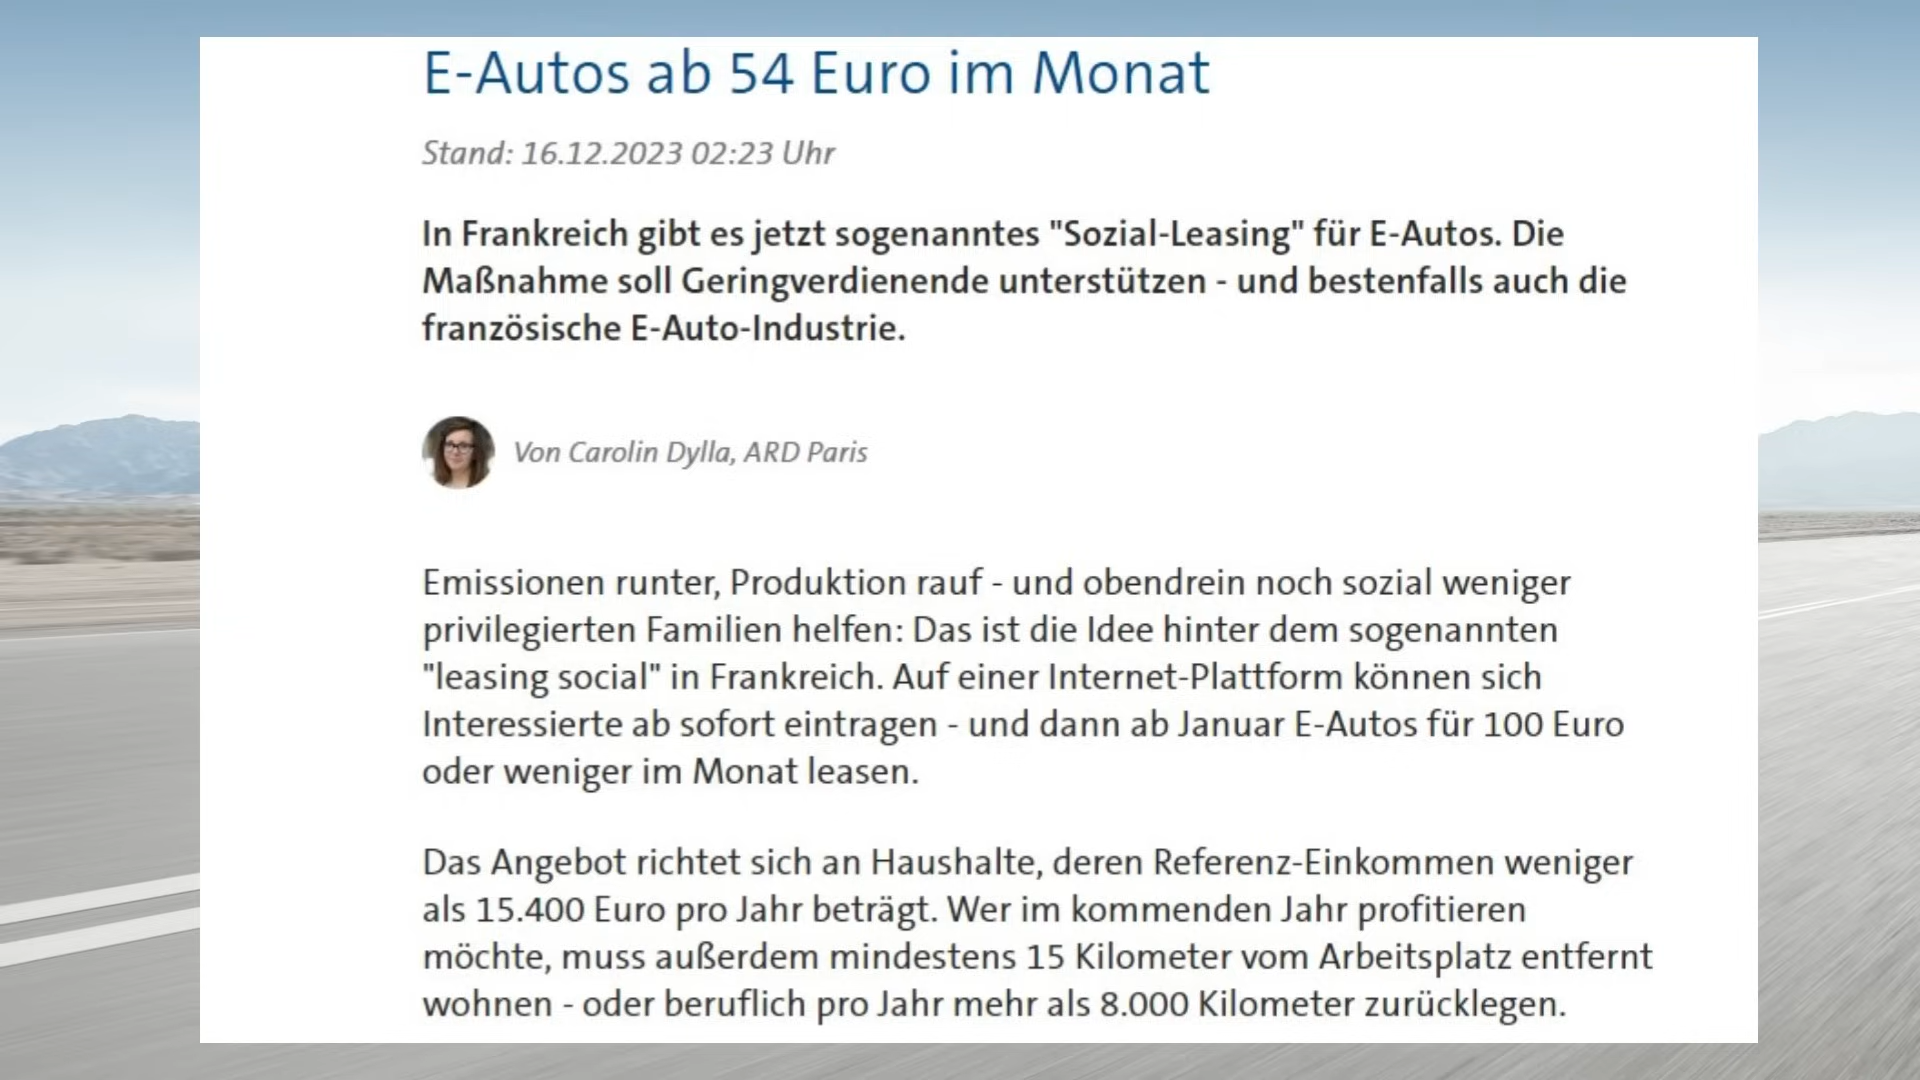 E-Autos ab 54 Euro im Monat
Stand: 16.12.2023 02:23 Uhr
In Frankreich gibt es jetzt sogenanntes "Sozial-Leasing" für E-Autos. Die
Maßnahme soll Geringverdienende unterstützen - und bestenfalls auch die
französische E-Auto-Industrie.
Von Carolin Dylla, ARD Paris
Emissionen runter, Produktion rauf - und obendrein noch sozial weniger
privilegierten Familien helfen: Das ist die Idee hinter dem sogenannten
"leasing social" in Frankreich. Auf einer Internet-Plattform können sich
Interessierte ab sofort eintragen - und dann ab Januar E-Autos für 100 Euro
oder weniger im Monat leasen.
Das Angebot richtet sich an Haushalte, deren Referenz-Einkommen weniger
als 15.400 Euro pro Jahr beträgt. Wer im kommenden Jahr profitieren
möchte, muss außerdem mindestens 15 Kilometer vom Arbeitsplatz entfernt
wohnen - oder beruflich pro Jahr mehr als 8.000 Kilometer zurücklegen.